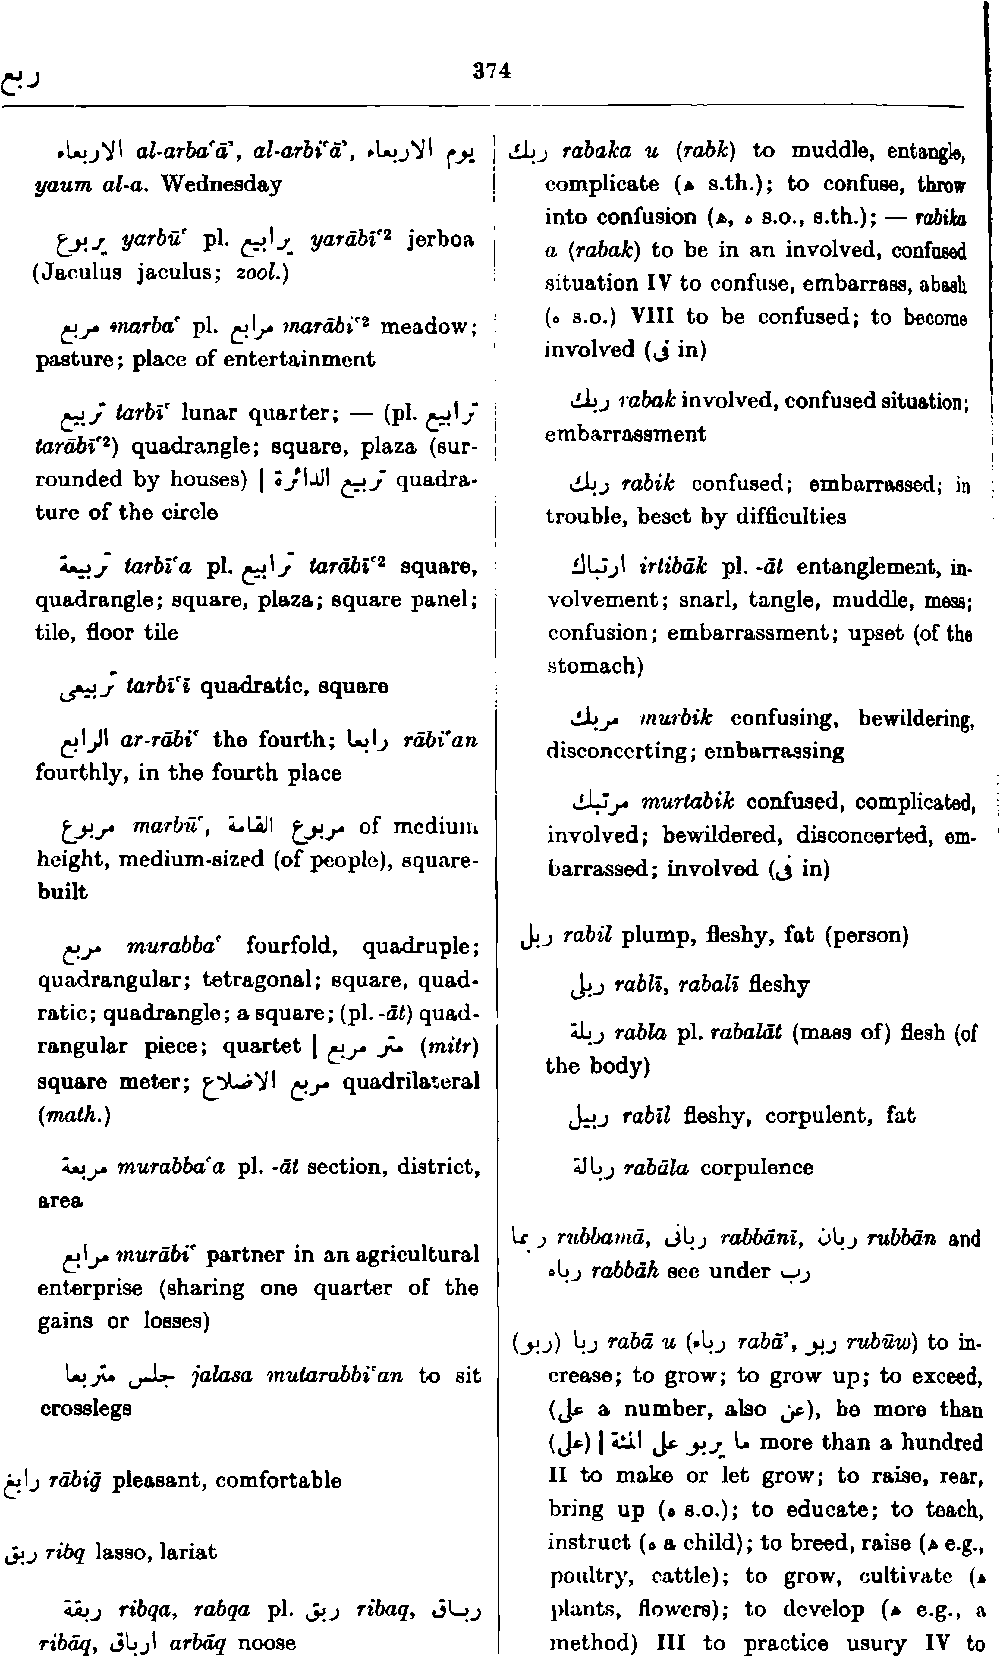 ربع
374
الاربعاء al-arbaʿāʾ, al-arbiʿāʾ, يوم الاربعاء
yaum al-a. Wednesday
يربوع yarbūʿ pl. يرابيع yarābīʿ² jerboa
(Jaculus jaculus; zool.)
مربع marbaʿ pl. مرابع marābiʿ² meadow;
pasture; place of entertainment
تربيع tarbīʿ lunar quarter; — (pl. ترابيع
tarābīʿ²) quadrangle; square, plaza (sur-
rounded by houses) | تربيع الدائرة quadra-
ture of the circle
تربيعة tarbīʿa pl. ترابيع tarābīʿ² square,
quadrangle; square, plaza; square panel;
tile, floor tile
تربيعى tarbīʿī quadratic, square
الرابع ar-rābiʿ the fourth; رابعا rābiʿan
fourthly, in the fourth place
مربوع marbūʿ, مربوع القامة of medium
height, medium-sized (of people), square-
built
مربع murabbaʿ fourfold, quadruple;
quadrangular; tetragonal; square, quad-
ratic; quadrangle; a square; (pl. -āt) quad-
rangular piece; quartet | متر مربع (mitr)
square meter; مربع الاضلاع quadrilateral
(math.)
مربعة murabbaʿa pl. -āt section, district,
area
مرابع murābiʿ partner in an agricultural
enterprise (sharing one quarter of the
gains or losses)
جلس متربعا jalasa mutarabbiʿan to sit
crosslegs
رابغ rābiḡ pleasant, comfortable
ربق ribq lasso, lariat
ربقة ribqa, rabqa pl. ربق ribaq, رباق
ribāq, ارباق arbāq noose
ربك rabaka u (rabk) to muddle, entangle,
complicate (ه s.th.); to confuse, throw
into confusion (ه, ه s.o., s.th.); — rabika
a (rabak) to be in an involved, confused
situation IV to confuse, embarrass, abash
(ه s.o.) VIII to be confused; to become
involved (فى in)
ربك rabak involved, confused situation;
embarrassment
ربك rabik confused; embarrassed; in
trouble, beset by difficulties
ارتباك irtibāk pl. -āt entanglement, in-
volvement; snarl, tangle, muddle, mess;
confusion; embarrassment; upset (of the
stomach)
مربك murbik confusing, bewildering,
disconcerting; embarrassing
مرتبك murtabik confused, complicated,
involved; bewildered, disconcerted, em-
barrassed; involved (فى in)
ربل rabil plump, fleshy, fat (person)
ربلى rablī, rabalī fleshy
ربلة rabla pl. rabalāt (mass of) flesh (of
the body)
ربيل rabīl fleshy, corpulent, fat
ربالة rabāla corpulence
ربما rubbamā, ربانى rabbānī, ربان rubbān and
رباه rabbāh see under رب
(ربو) ربا rabā u (رباء rabāʾ, ربو rubūw) to in-
crease; to grow; to grow up; to exceed,
(على a number, also عن), be more than
(على) | ما يربو على المئة more than a hundred
II to make or let grow; to raise, rear,
bring up (ه s.o.); to educate; to teach,
instruct (ه a child); to breed, raise (ه e.g.,
poultry, cattle); to grow, cultivate (ه
plants, flowers); to develop (ه e.g., a
method) III to practice usury IV to